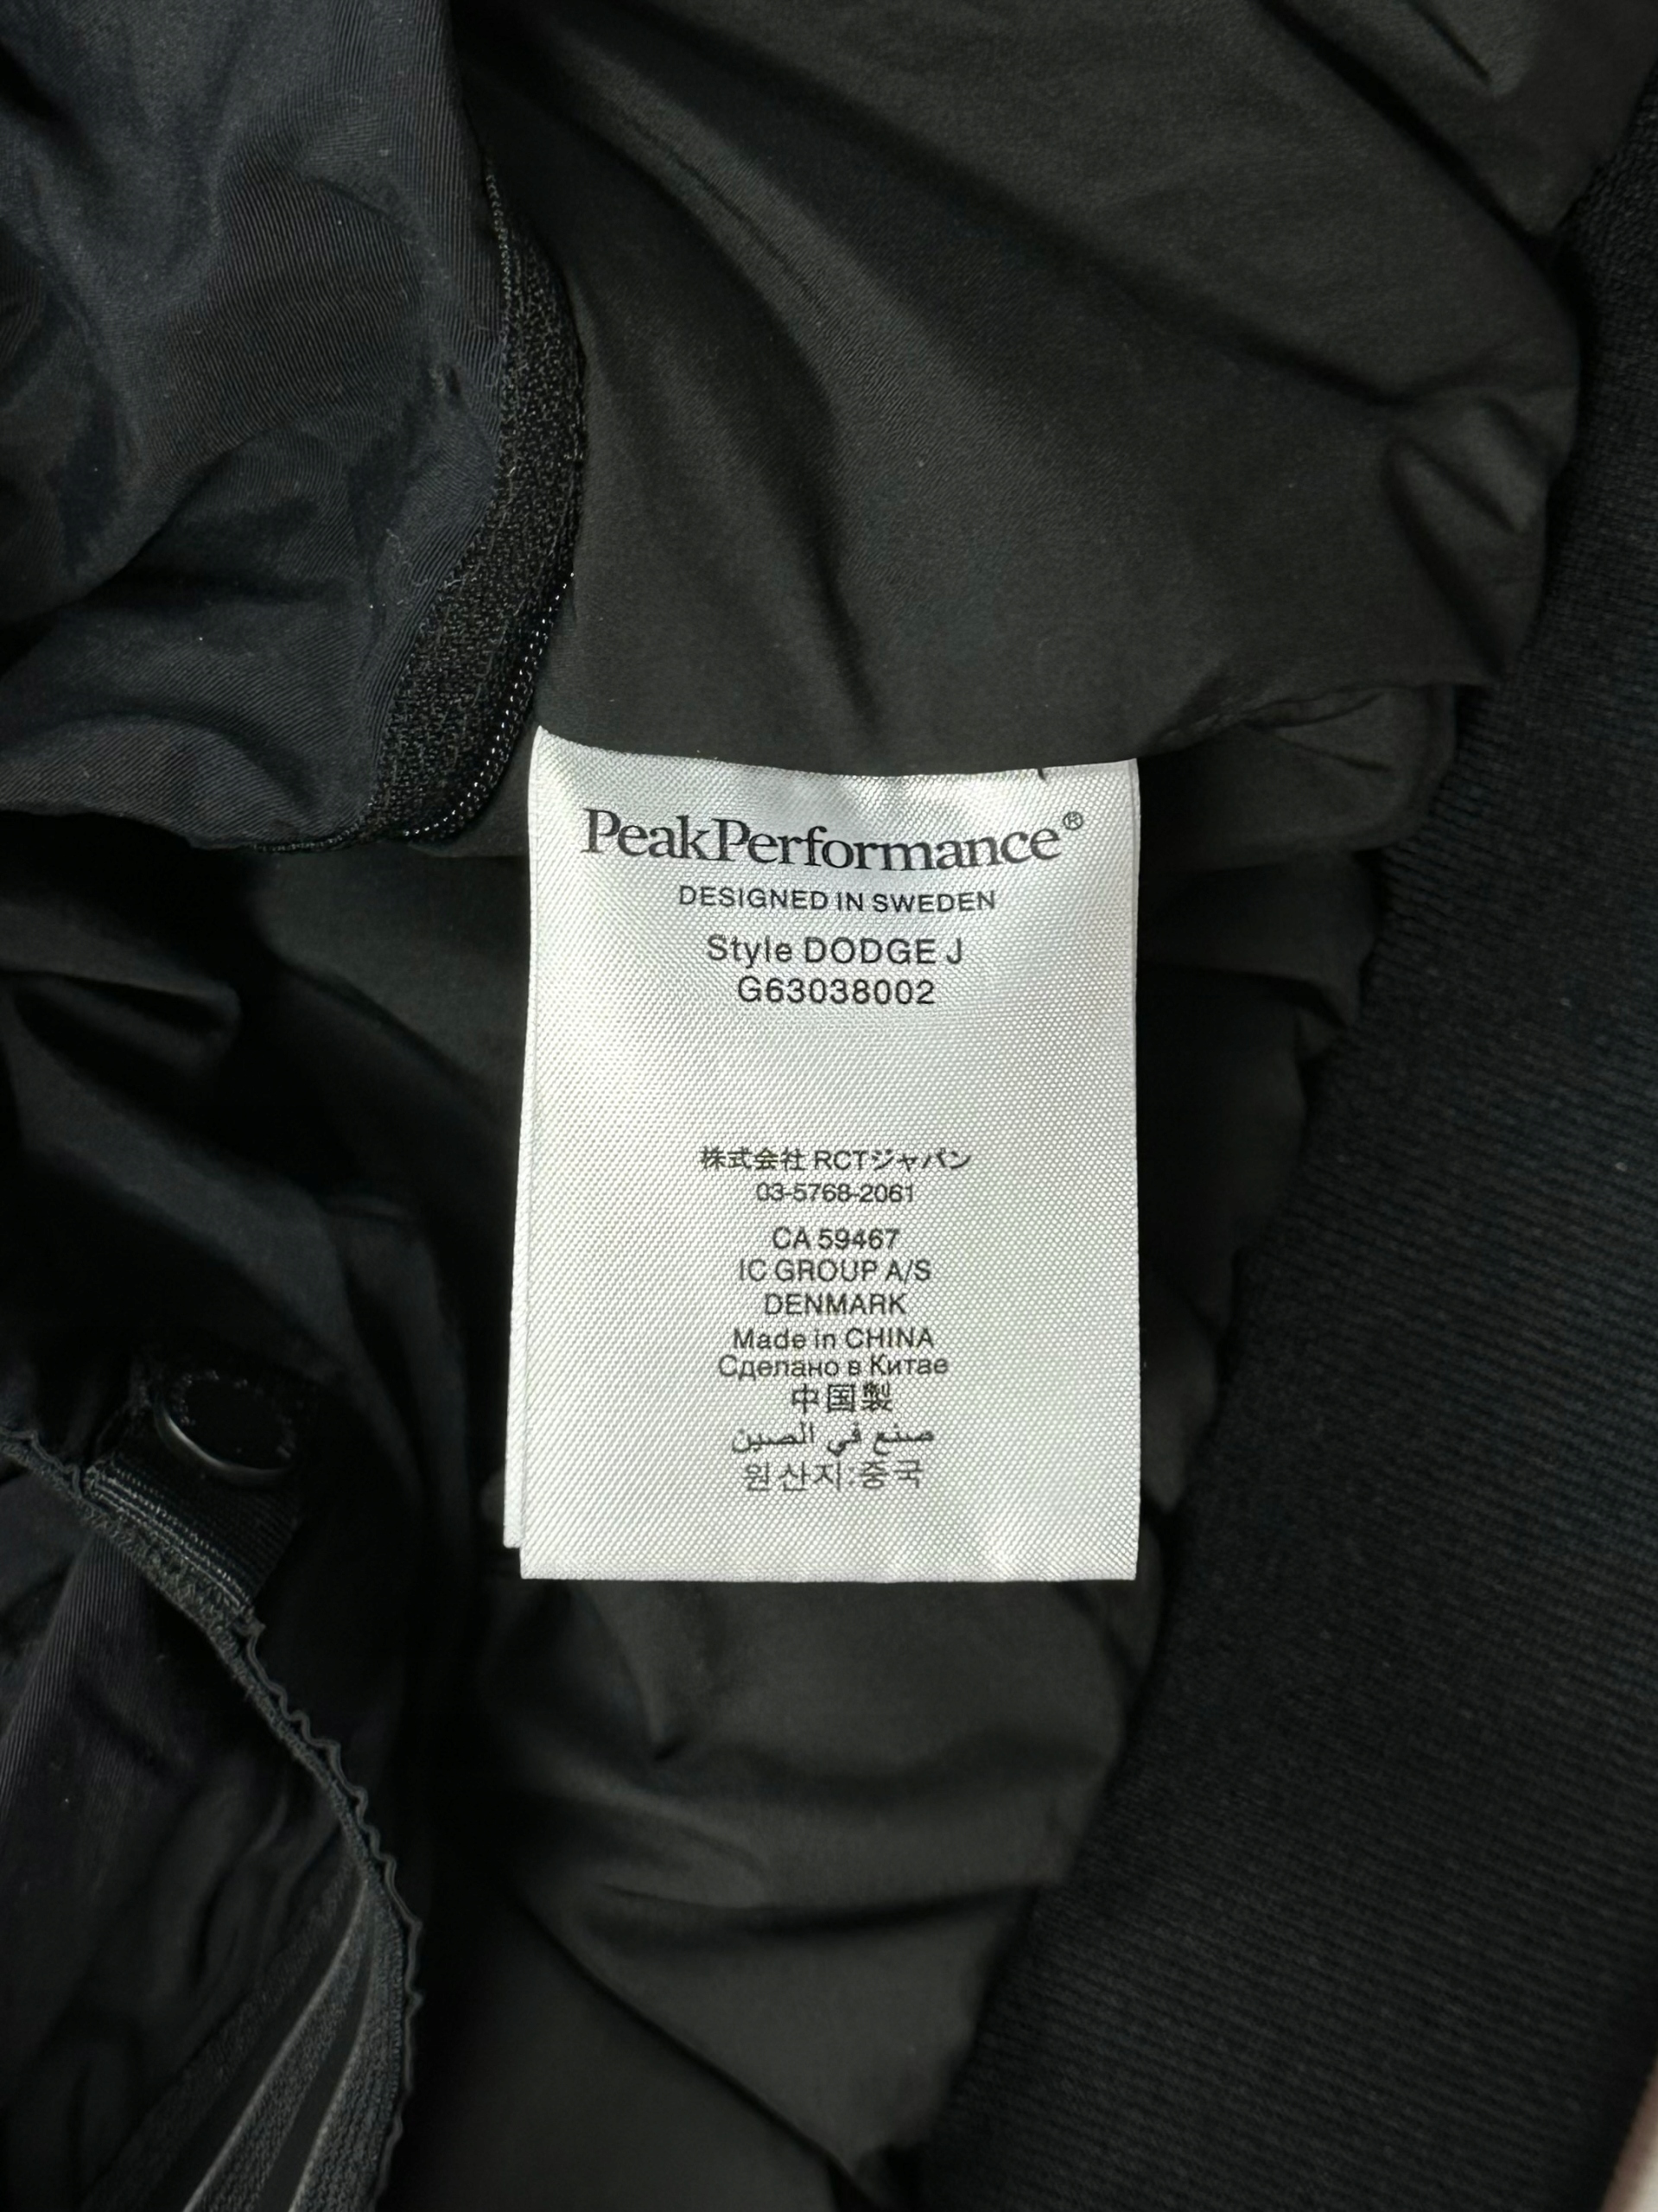 PeakPerformance®
DESIGNED IN SWEDEN
Style DODGE J
G63038002
株式会社 RCTジャパン
03-5768-2061
CA 59467
IC GROUP A/S
DENMARK
Made in CHINA
Сделано в Китае
中国製
صنع في الصين
원산지:중국